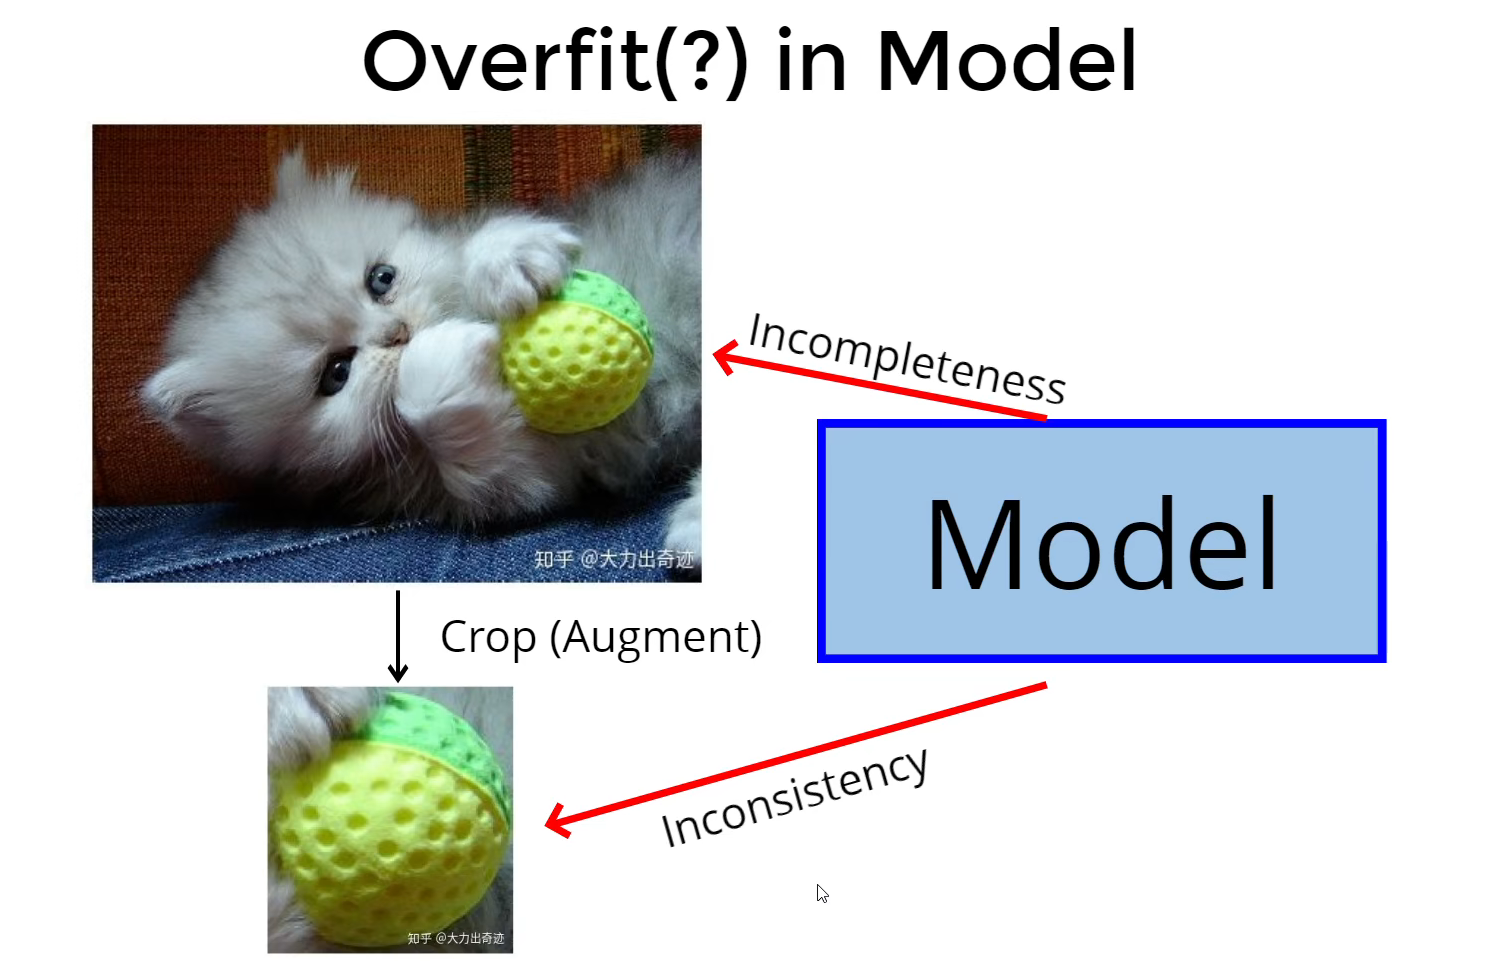 Overfit(?) in Model
Incompleteness
知乎 @大力出奇迹
Model
Crop (Augment)
Inconsistency
知乎 @大力出奇迹